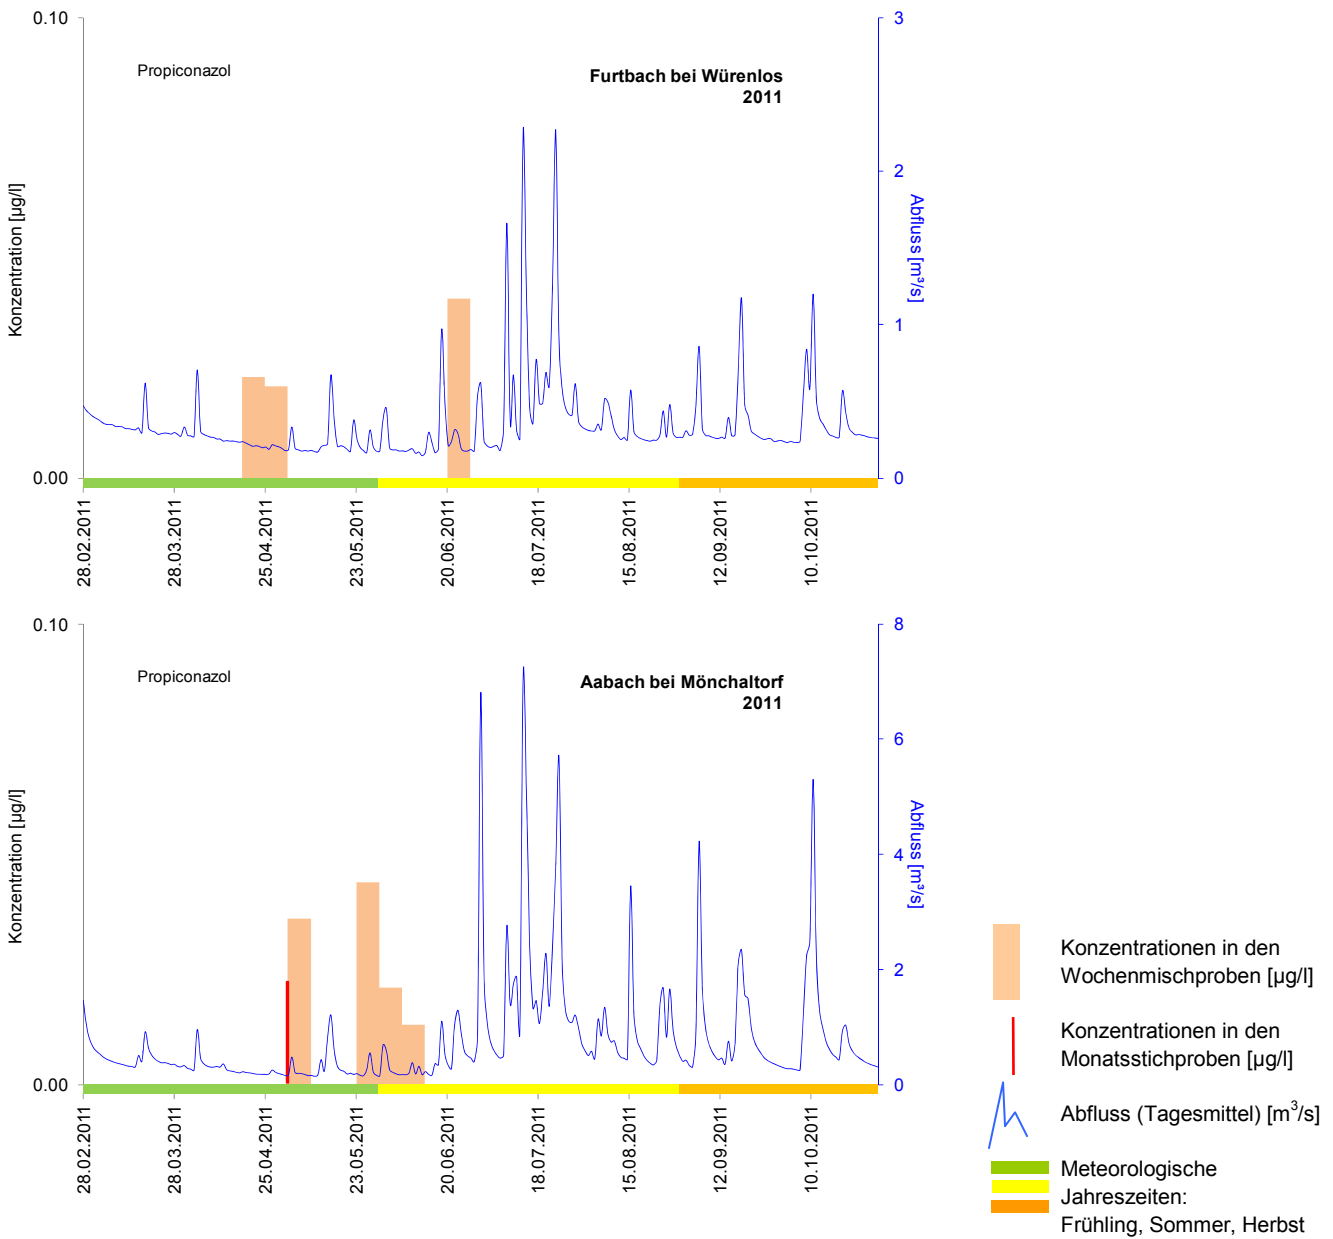 0.10
3
Propiconazol
Furtbach bei Würenlos
2011
2
Konzentration [µg/l]
Abfluss [m³/s]
1
0.00
0
28.02.2011
28.03.2011
25.04.2011
23.05.2011
20.06.2011
18.07.2011
15.08.2011
12.09.2011
10.10.2011
0.10
8
Propiconazol
Aabach bei Mönchaltorf
2011
6
Konzentration [µg/l]
Abfluss [m³/s]
4
2
0.00
0
28.02.2011
28.03.2011
25.04.2011
23.05.2011
20.06.2011
18.07.2011
15.08.2011
12.09.2011
10.10.2011
Konzentrationen in den
Wochenmischproben [µg/l]
Konzentrationen in den
Monatsstichproben [µg/l]
Abfluss (Tagesmittel) [m³/s]
Meteorologische
Jahreszeiten:
Frühling, Sommer, Herbst